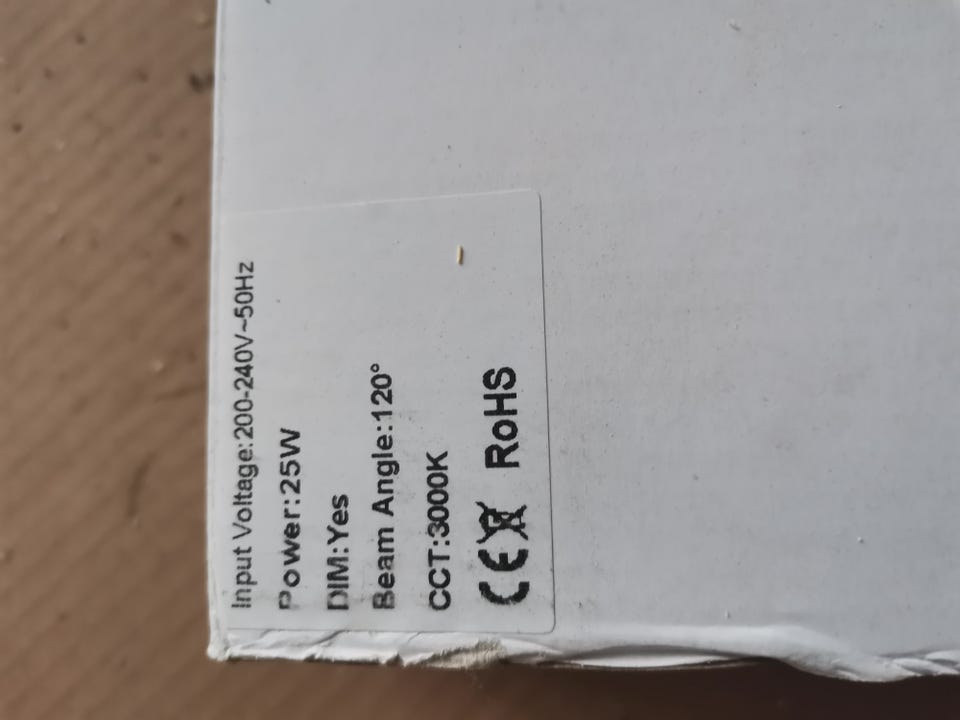 Input Voltage:200-240V~50Hz
Power:25W
DIM:Yes
Beam Angle:120°
CCT:3000K
CE RoHS